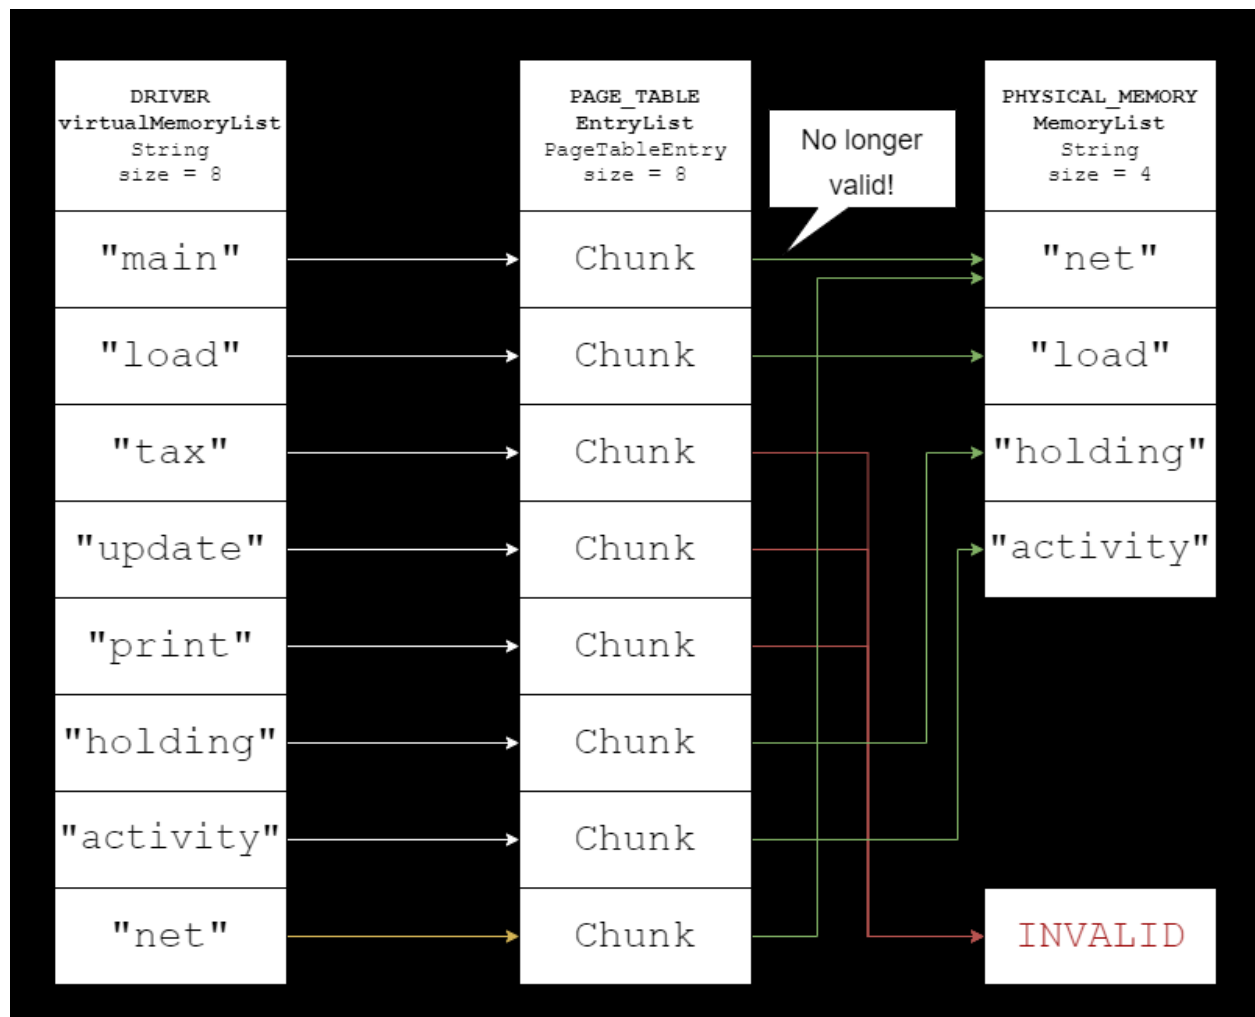 DRIVER
virtualMemoryList
String
size = 8
"main"
"load"
"tax"
"update"
"print"
"holding"
"activity"
"net"
PAGE_TABLE
EntryList
PageTableEntry
size = 8
Chunk
Chunk
Chunk
Chunk
Chunk
Chunk
Chunk
Chunk
No longer
valid!
PHYSICAL_MEMORY
MemoryList
String
size = 4
"net"
"load"
"holding"
"activity"
INVALID